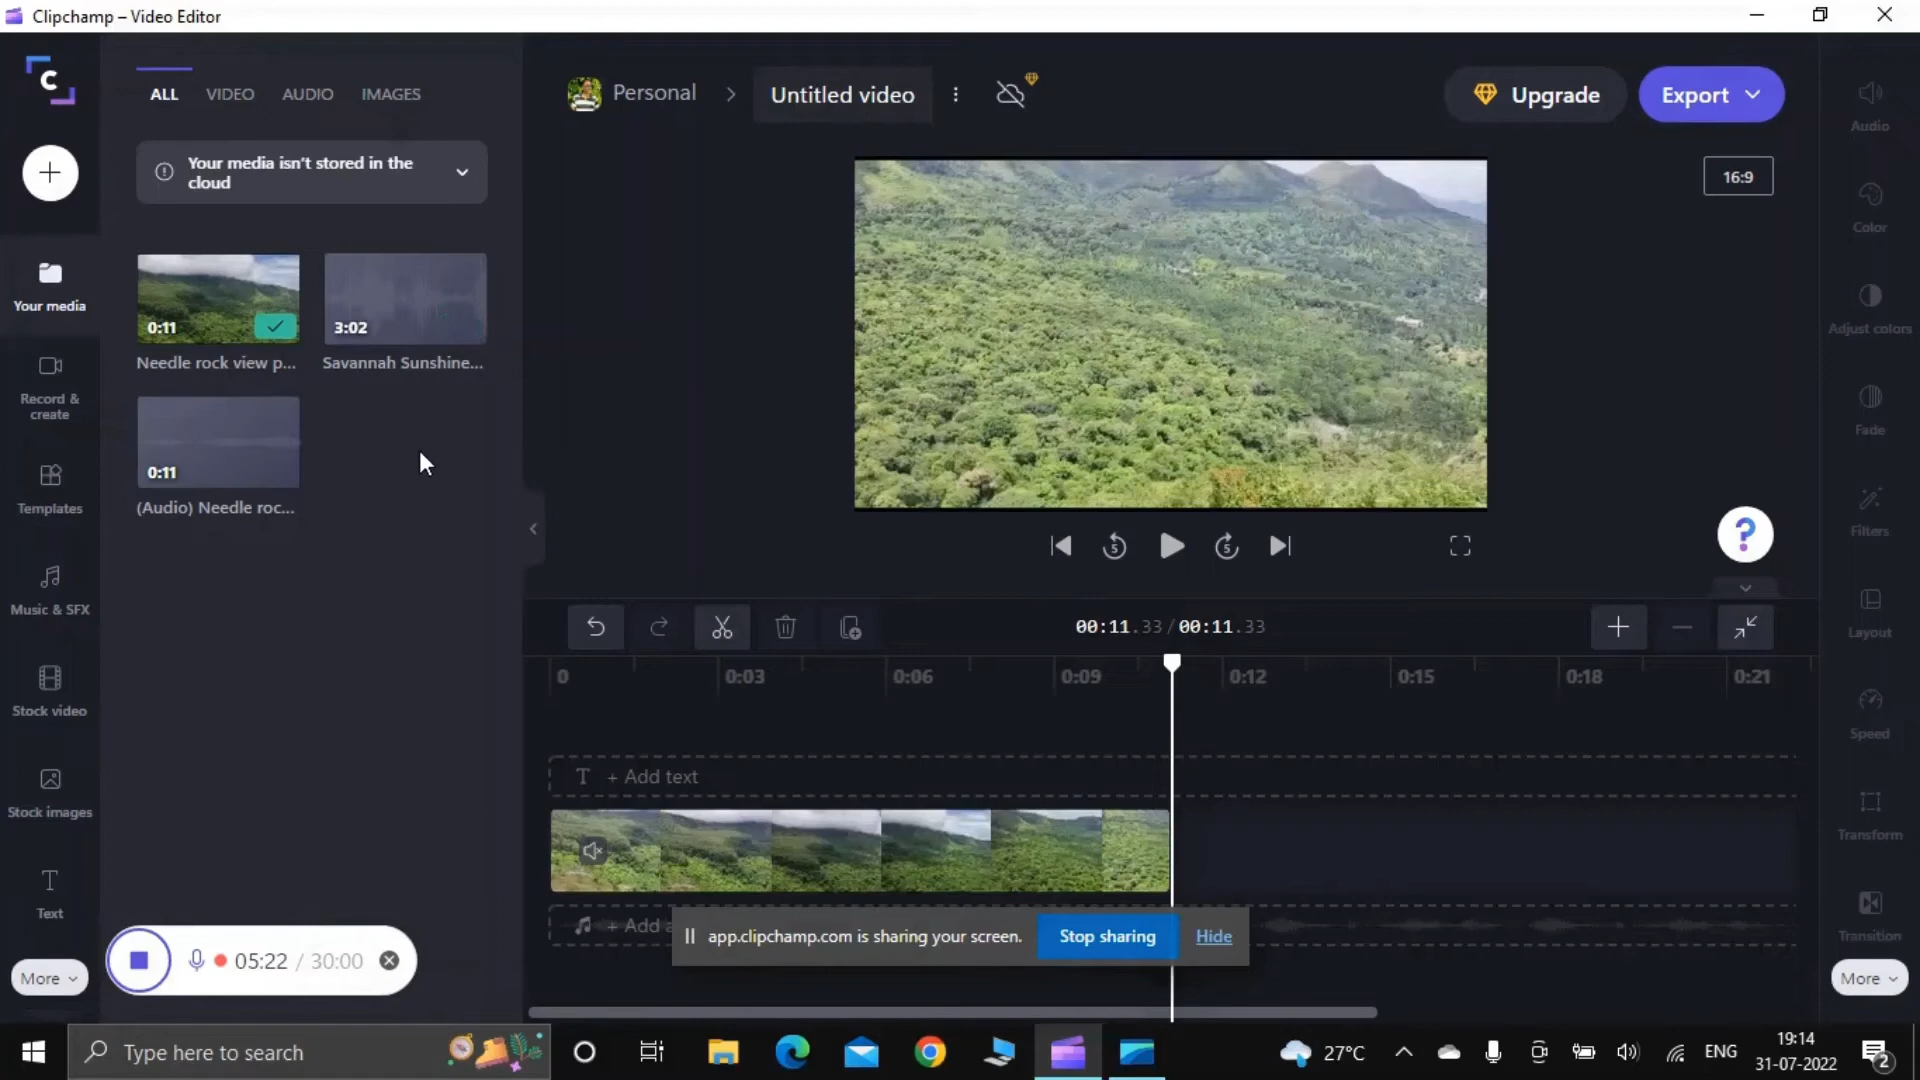 Clipchamp – Video Editor
C
ALL VIDEO AUDIO IMAGES
Your media isn't stored in the
cloud
0:11
Needle rock view p...
3:02
Savannah Sunshine...
0:11
(Audio) Needle roc...
Your media
Record &
create
Templates
Music & SFX
Stock video
Stock images
Text
More
05:22 / 30:00
Personal
Untitled video
Upgrade
Export
16:9
5
5
?
00:11.33 / 00:11.33
0 0:03 0:06 0:09 0:12 0:15 0:18 0:21
T + Add text
+ Add a
app.clipchamp.com is sharing your screen.
Stop sharing
Hide
Audio
Color
Adjust colors
Fade
Filters
Layout
Speed
Transform
Transition
More
Type here to search
27°C
ENG
19:14
31-07-2022
2